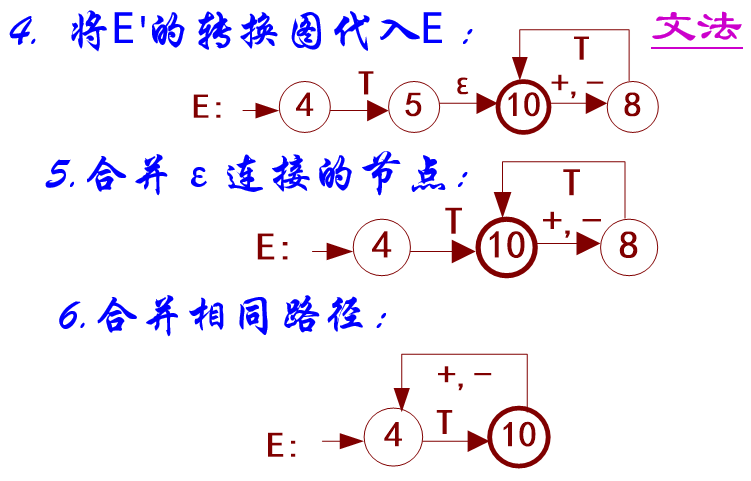 4. 将E'的转换图代入E：
文法
T
E: 4 T 5 ε 10 +,- 8
5.合并 ε 连接的节点：
T
E: 4 T 10 +,- 8
6.合并相同路径：
+,-
E: 4 T 10